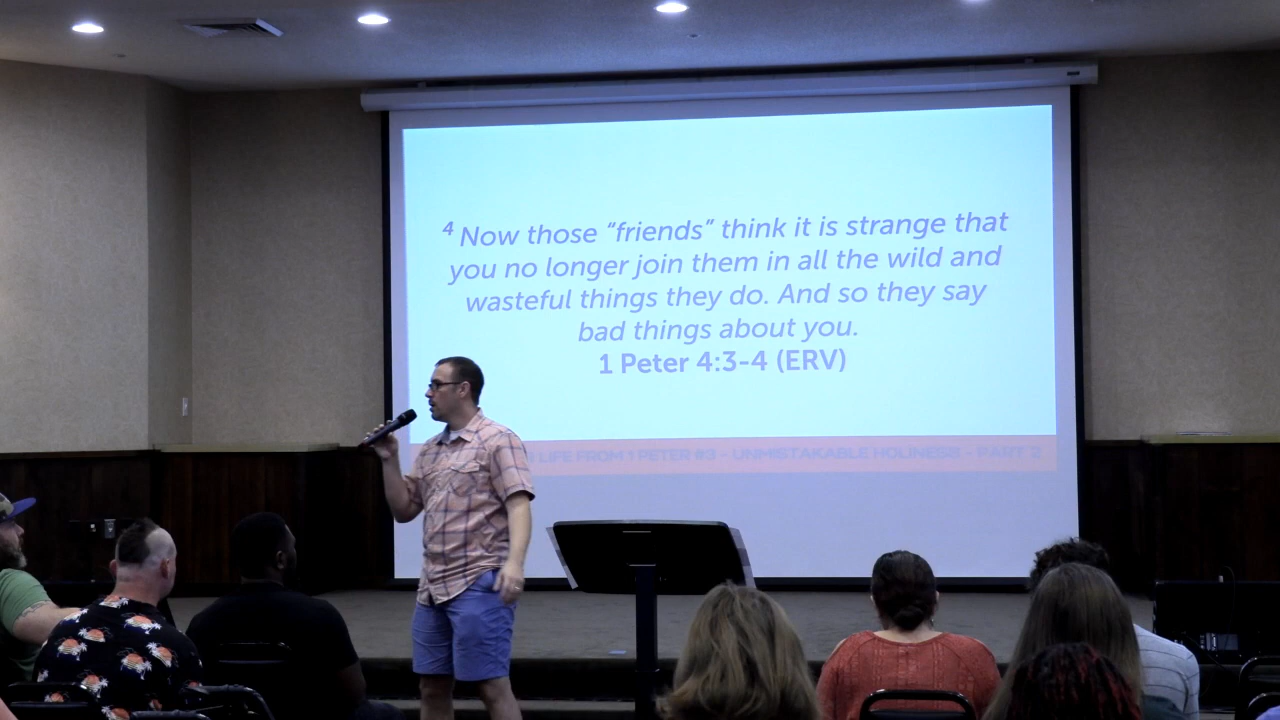 4 Now those “friends” think it is strange that
you no longer join them in all the wild and
wasteful things they do. And so they say
bad things about you.
1 Peter 4:3-4 (ERV)
LIFE FROM 1 PETER #3 - UNMISTAKABLE HOLINESS - PART 2